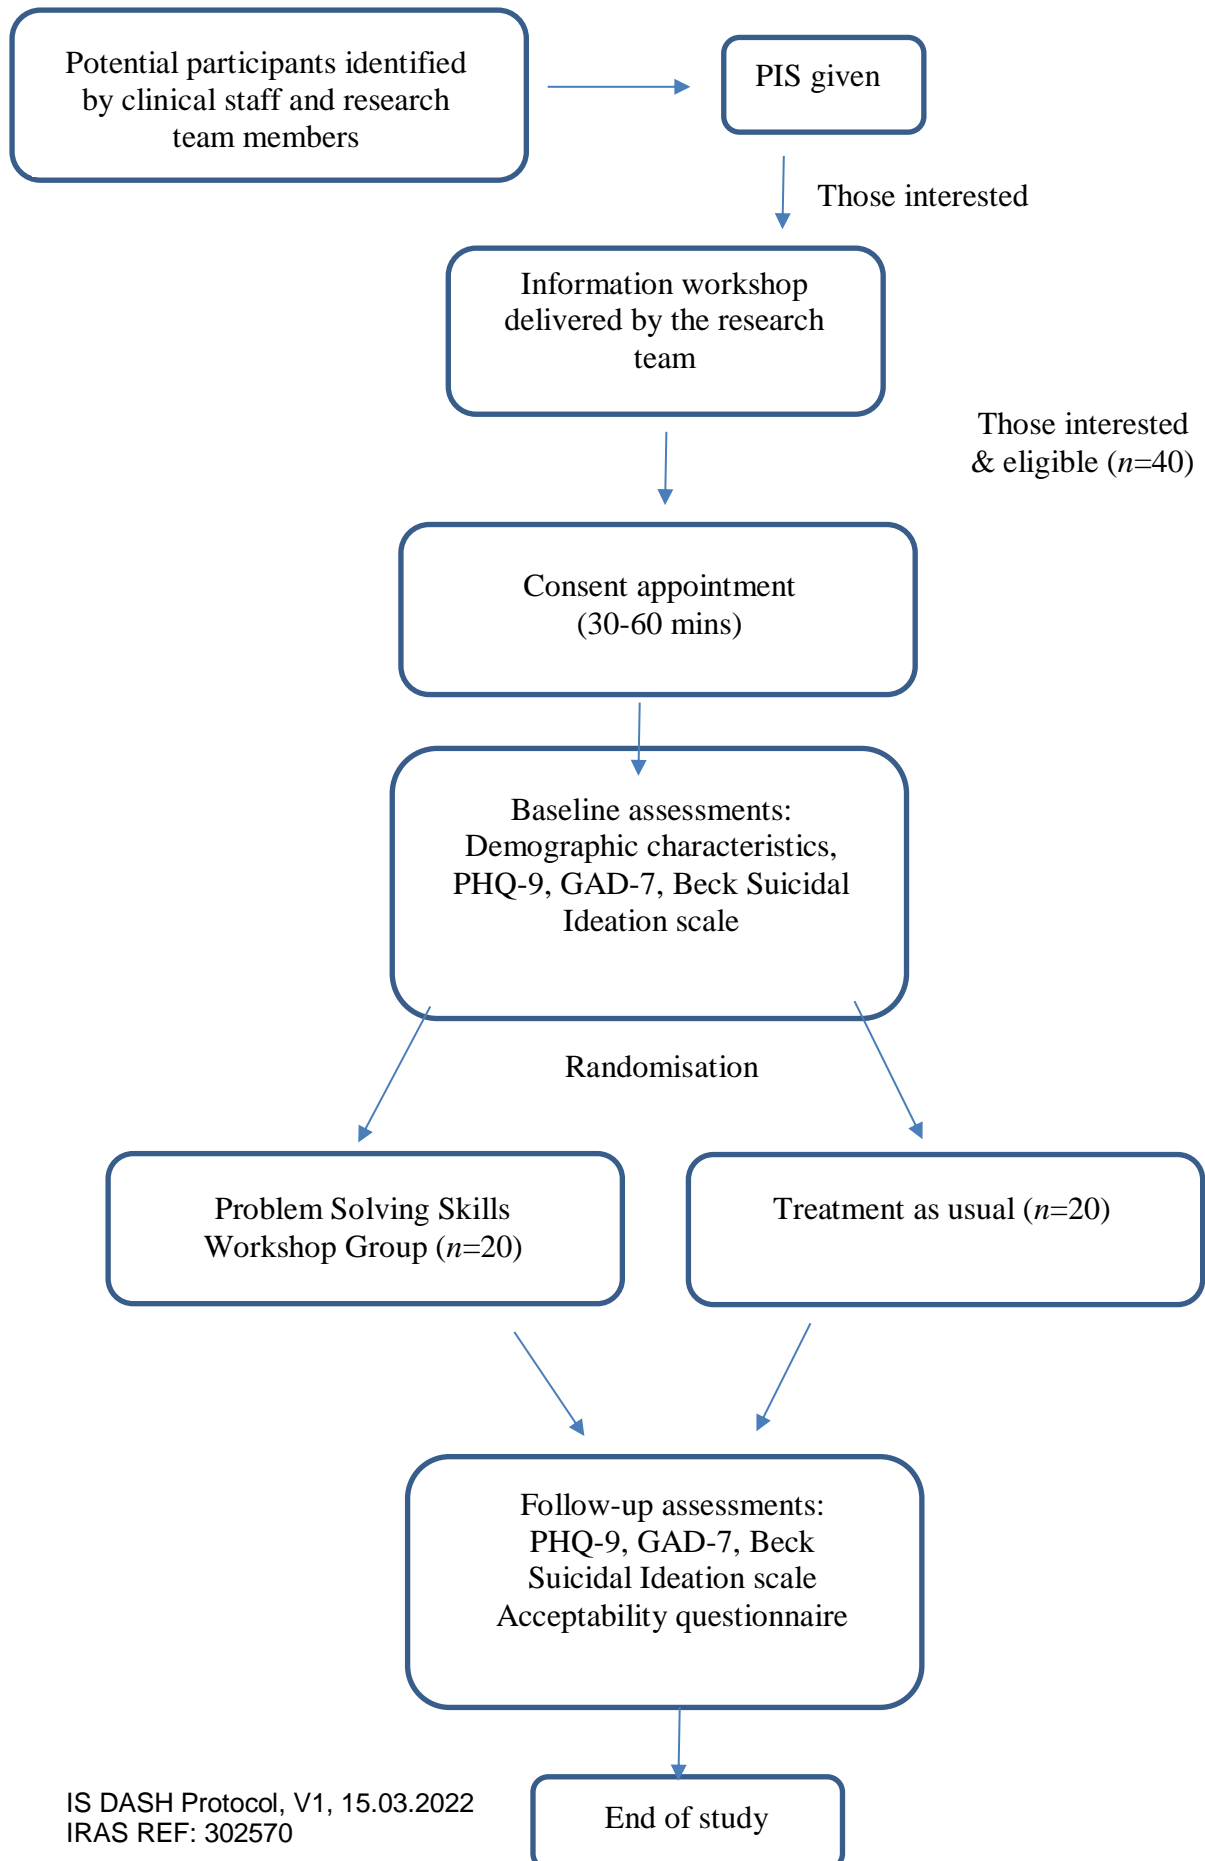 Potential participants identified
by clinical staff and research
team members
PIS given
Those interested
Information workshop
delivered by the research
team
Those interested
& eligible (n=40)
Consent appointment
(30-60 mins)
Baseline assessments:
Demographic characteristics,
PHQ-9, GAD-7, Beck Suicidal
Ideation scale
Randomisation
Problem Solving Skills
Workshop Group (n=20)
Treatment as usual (n=20)
Follow-up assessments:
PHQ-9, GAD-7, Beck
Suicidal Ideation scale
Acceptability questionnaire
End of study
IS DASH Protocol, V1, 15.03.2022
IRAS REF: 302570